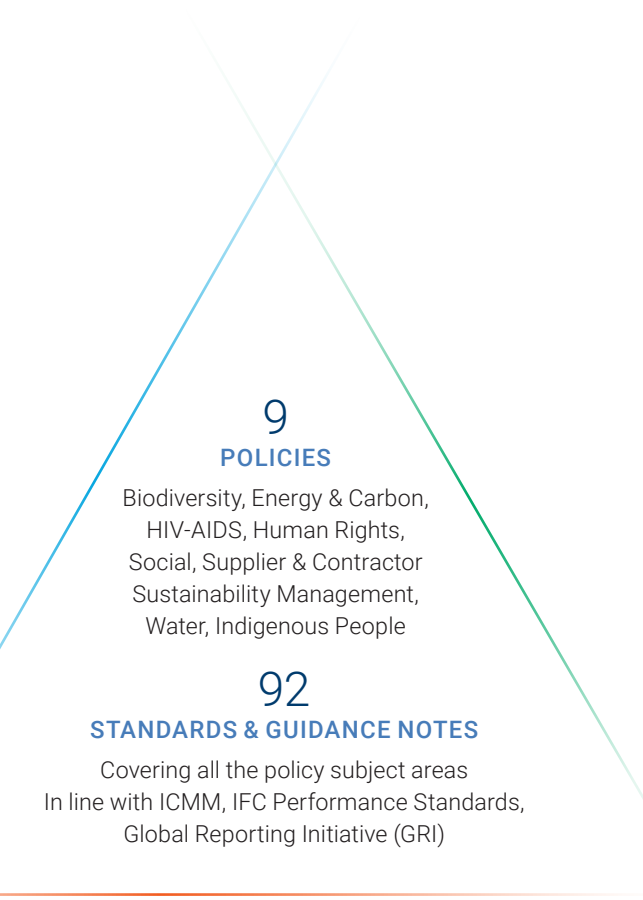 9
POLICIES
Biodiversity, Energy & Carbon,
HIV-AIDS, Human Rights,
Social, Supplier & Contractor
Sustainability Management,
Water, Indigenous People
92
STANDARDS & GUIDANCE NOTES
Covering all the policy subject areas
In line with ICMM, IFC Performance Standards,
Global Reporting Initiative (GRI)